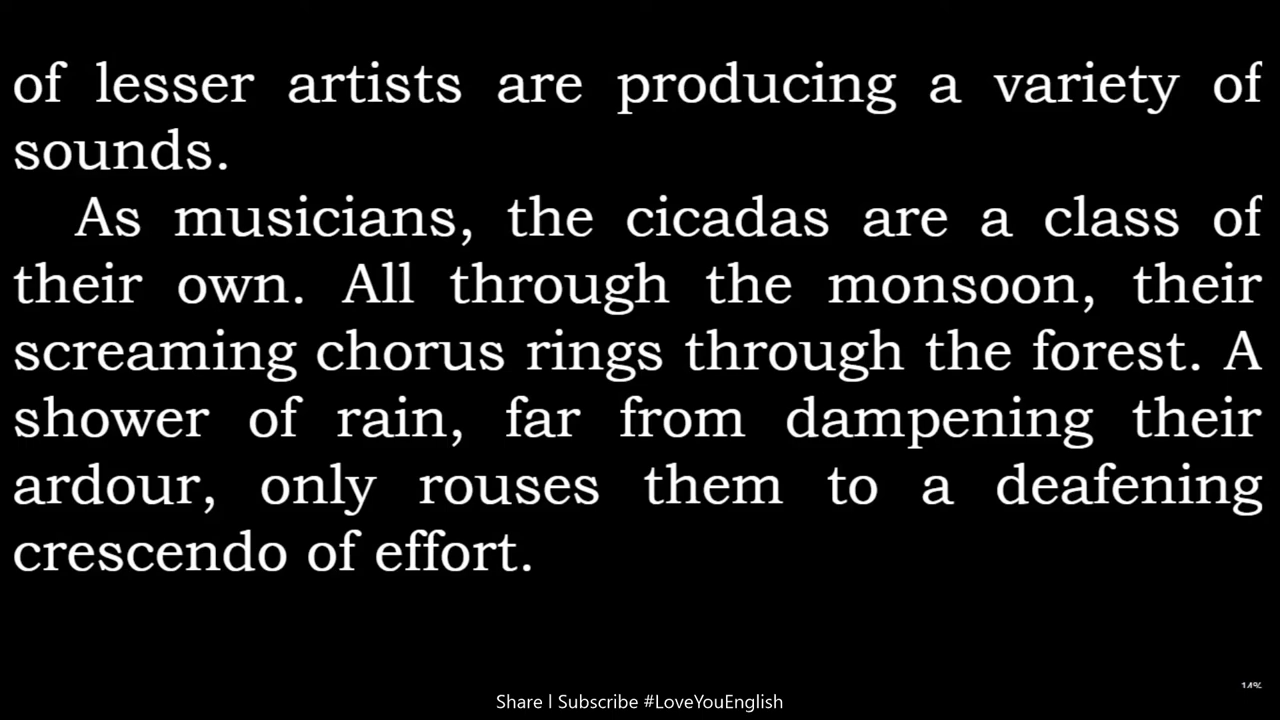 of lesser artists are producing a variety of
sounds.
As musicians, the cicadas are a class of
their own. All through the monsoon, their
screaming chorus rings through the forest. A
shower of rain, far from dampening their
ardour, only rouses them to a deafening
crescendo of effort.
14%
Share | Subscribe #LoveYouEnglish